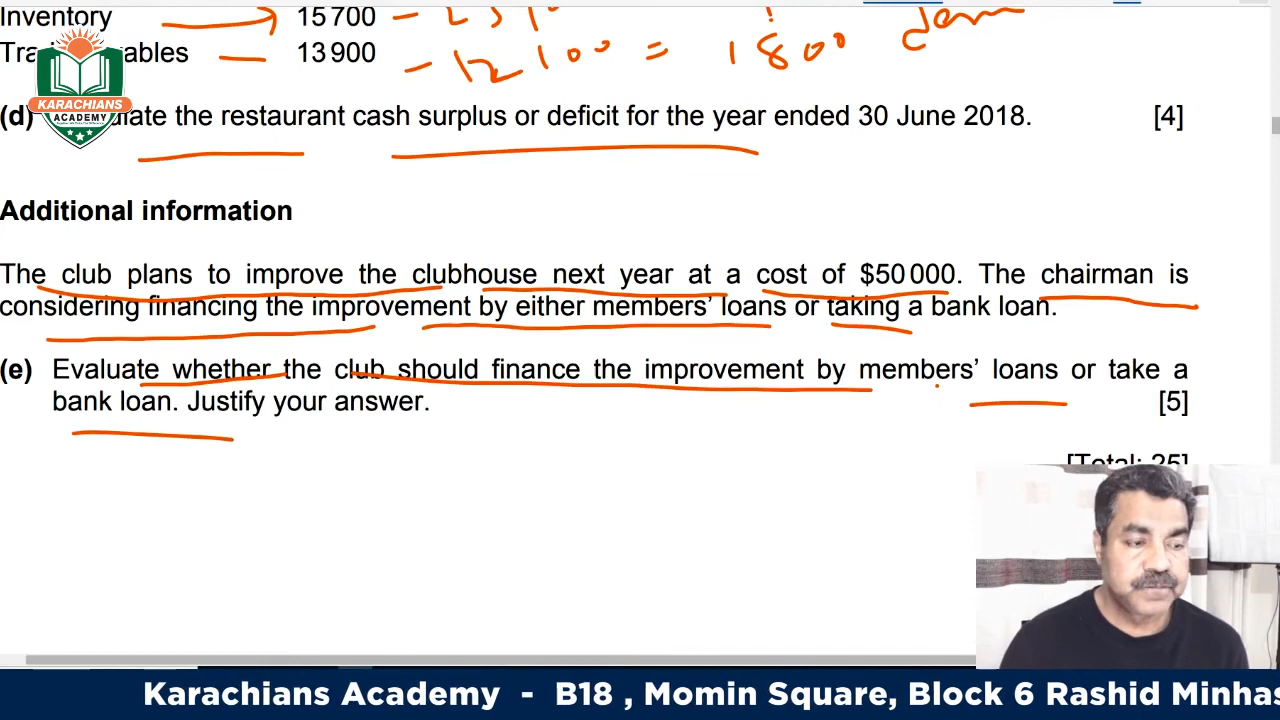 Inventory 15 700 - 25
Tra ables 13 900 - 12 100 = 1800
KARACHIANS
ACADEMY
(d) ulate the restaurant cash surplus or deficit for the year ended 30 June 2018. [4]
Additional information
The club plans to improve the clubhouse next year at a cost of $50 000. The chairman is
considering financing the improvement by either members' loans or taking a bank loan.
(e) Evaluate whether the club should finance the improvement by members' loans or take a
bank loan. Justify your answer. [5]
[Total: 25]
Karachians Academy - B18 , Momin Square, Block 6 Rashid Minhas